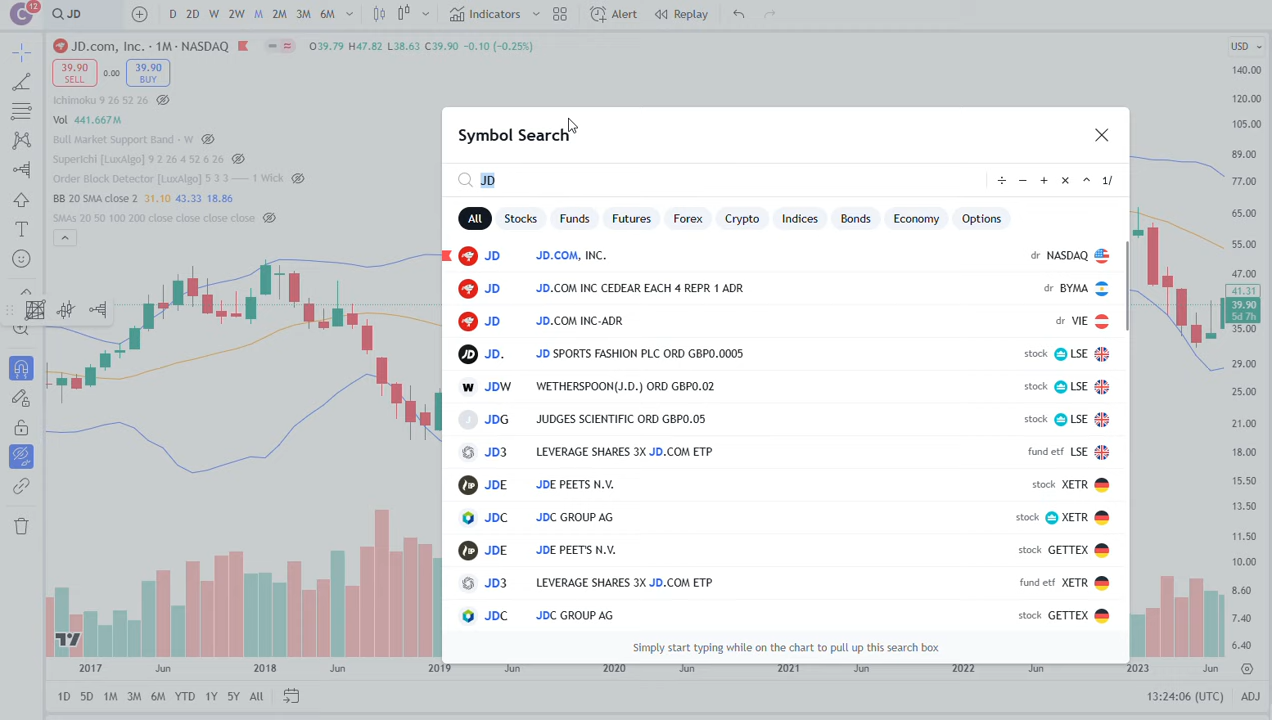 C 12 JD D 2D W 2W M 2M 3M 6M Indicators Alert Replay
JD.com, Inc. · 1M · NASDAQ O39.79 H47.82 L38.63 C39.90 -0.10 (-0.25%) USD
39.90 SELL 0.00 39.90 BUY
Ichimoku 9 26 52 26
Vol 441.667M
Bull Market Support Band · W
SuperIchi [LuxAlgo] 9 2 26 4 52 6 26
Order Block Detector [LuxAlgo] 5 3 3 —— 1 Wick
BB 20 SMA close 2 31.10 43.33 18.86
SMAs 20 50 100 200 close close close close
Symbol Search
JD ÷ − + × ^ 1/
All Stocks Funds Futures Forex Crypto Indices Bonds Economy Options
JD JD.COM, INC. dr NASDAQ
JD JD.COM INC CEDEAR EACH 4 REPR 1 ADR dr BYMA
JD JD.COM INC-ADR dr VIE
JD JD. JD SPORTS FASHION PLC ORD GBP0.0005 stock LSE
W JDW WETHERSPOON(J.D.) ORD GBP0.02 stock LSE
J JDG JUDGES SCIENTIFIC ORD GBP0.05 stock LSE
JD3 LEVERAGE SHARES 3X JD.COM ETP fund etf LSE
JDE JDE PEETS N.V. stock XETR
JDC JDC GROUP AG stock XETR
JDE JDE PEET'S N.V. stock GETTEX
JD3 LEVERAGE SHARES 3X JD.COM ETP fund etf XETR
JDC JDC GROUP AG stock GETTEX
Simply start typing while on the chart to pull up this search box
140.00
120.00
105.00
89.00
77.00
65.00
55.00
47.00
41.31
39.90
5d 7h
35.00
29.00
25.00
21.00
18.00
15.50
13.50
11.50
10.00
8.60
7.40
6.40
2017 Jun 2018 Jun 2019 Jun 2020 Jun 2021 Jun 2022 Jun 2023 Jun
1D 5D 1M 3M 6M YTD 1Y 5Y All 13:24:06 (UTC) ADJ